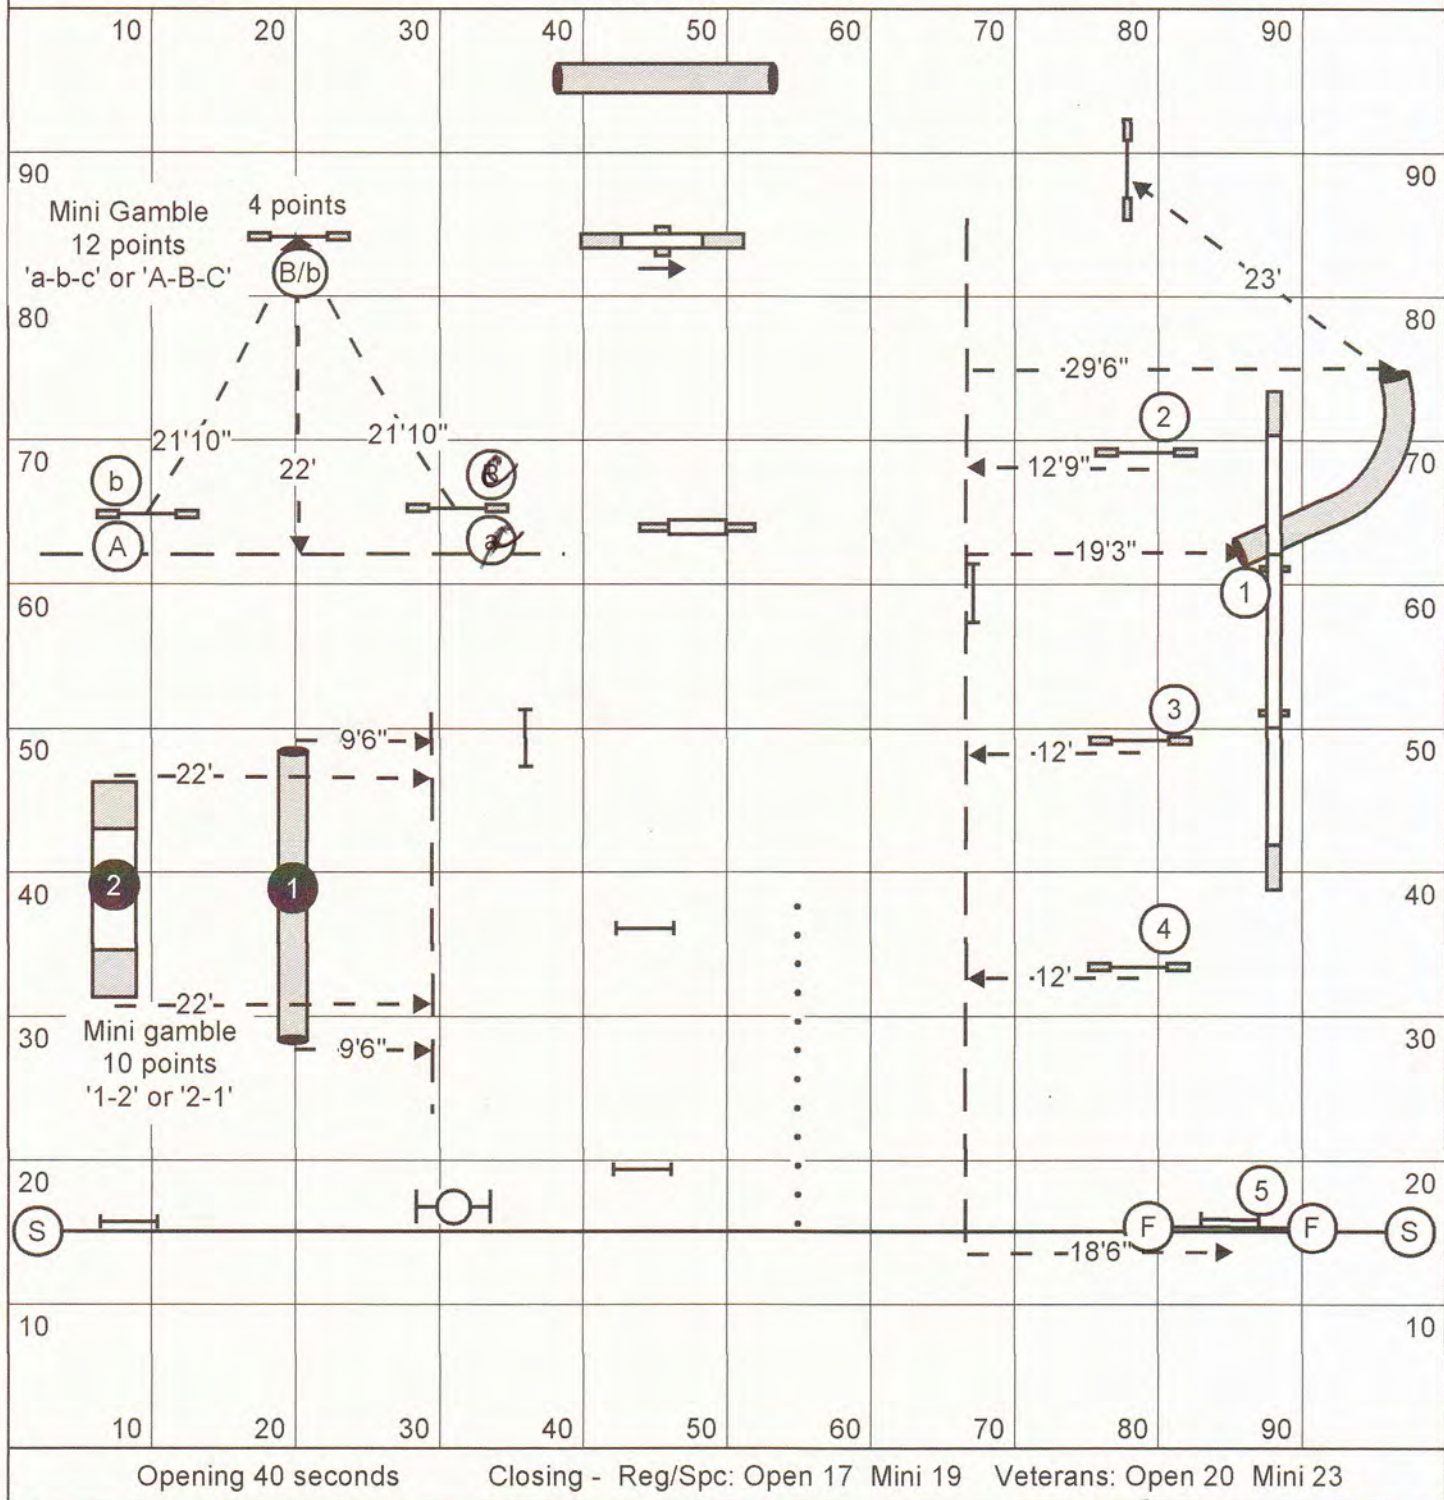 10 20 30 40 50 60 70 80 90
90 90
Mini Gamble 4 points
12 points
'a-b-c' or 'A-B-C' B/b
23'
80 80
29'6"
2
21'10" 21'10"
70 22' 12'9" 70
b C
A C
19'3"
60 1 60
3
9'6"
50 22' 12' 50
2 1
40 40
4
22' 12'
30 Mini gamble 9'6" 30
10 points
'1-2' or '2-1'
20 5 20
S F F S
18'6"
10 10
10 20 30 40 50 60 70 80 90
Opening 40 seconds Closing - Reg/Spc: Open 17 Mini 19 Veterans: Open 20 Mini 23